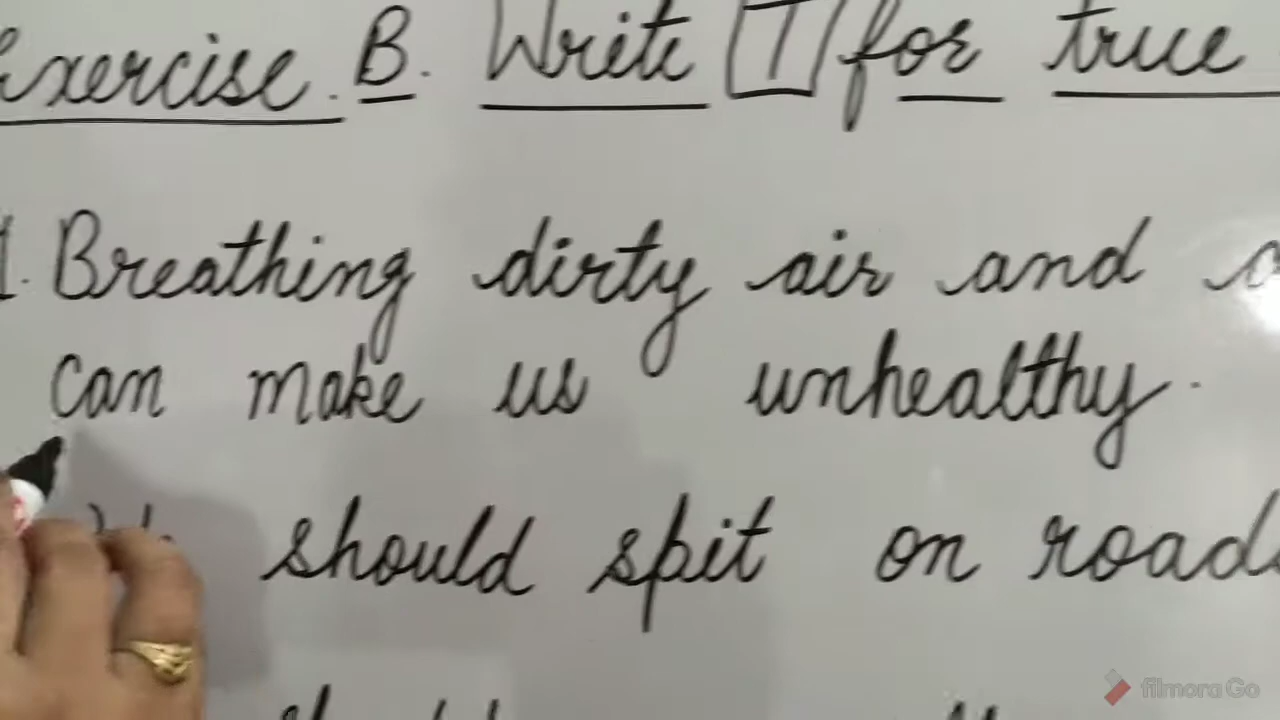 Exercise. B. Write T for true
1. Breathing dirty air and
can make us unhealthy.
should spit on road
filmora Go